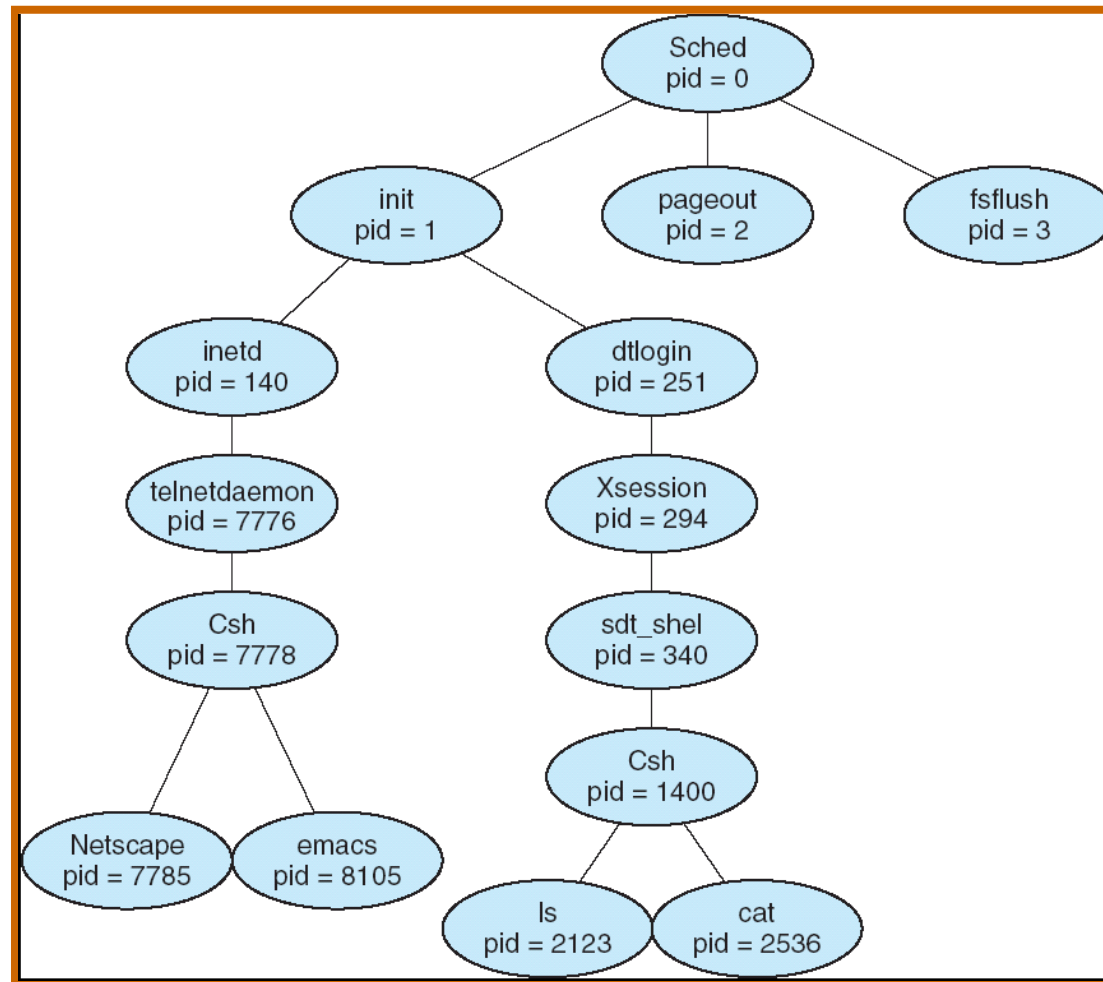 Sched
pid = 0
init
pid = 1
pageout
pid = 2
fsflush
pid = 3
inetd
pid = 140
dtlogin
pid = 251
telnetdaemon
pid = 7776
Xsession
pid = 294
Csh
pid = 7778
sdt_shel
pid = 340
Csh
pid = 1400
Netscape
pid = 7785
emacs
pid = 8105
ls
pid = 2123
cat
pid = 2536